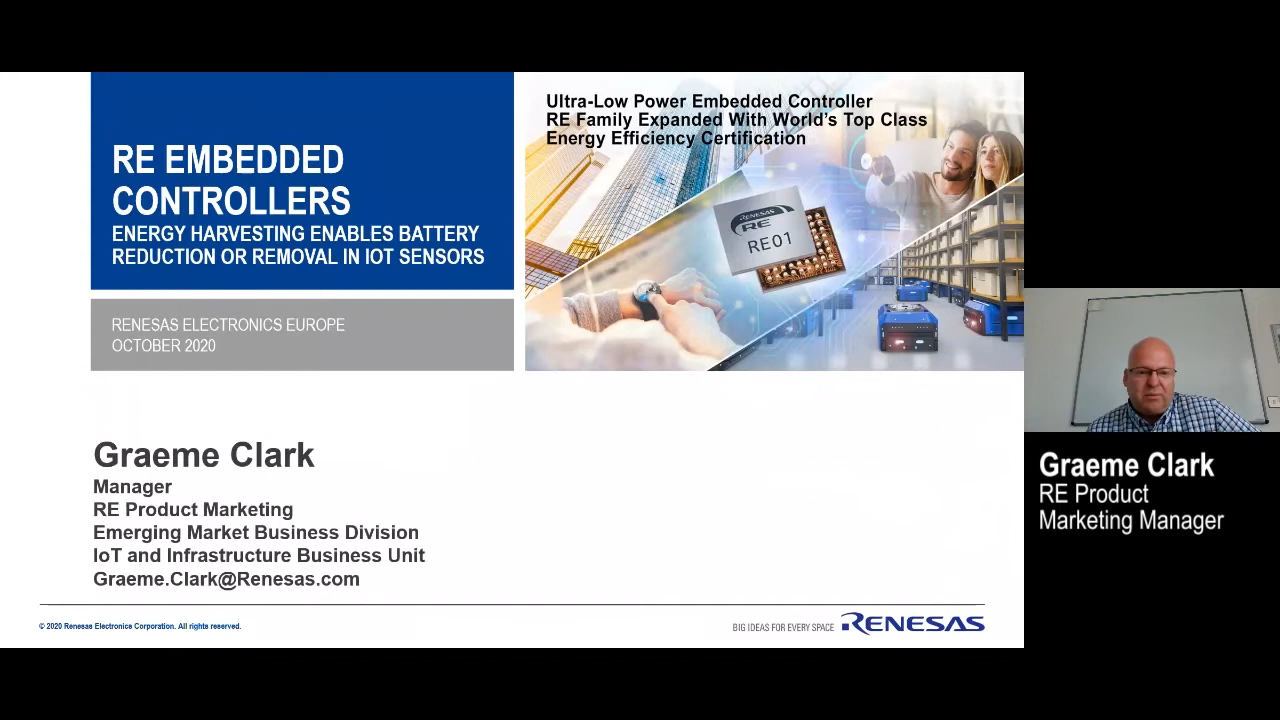 RE EMBEDDED
CONTROLLERS
ENERGY HARVESTING ENABLES BATTERY
REDUCTION OR REMOVAL IN IOT SENSORS
RENESAS ELECTRONICS EUROPE
OCTOBER 2020
Ultra-Low Power Embedded Controller
RE Family Expanded With World's Top Class
Energy Efficiency Certification
RENESAS
RE
RE01
Graeme Clark
Manager
RE Product Marketing
Emerging Market Business Division
IoT and Infrastructure Business Unit
Graeme.Clark@Renesas.com
© 2020 Renesas Electronics Corporation. All rights reserved.
BIG IDEAS FOR EVERY SPACE RENESAS
Graeme Clark
RE Product
Marketing Manager